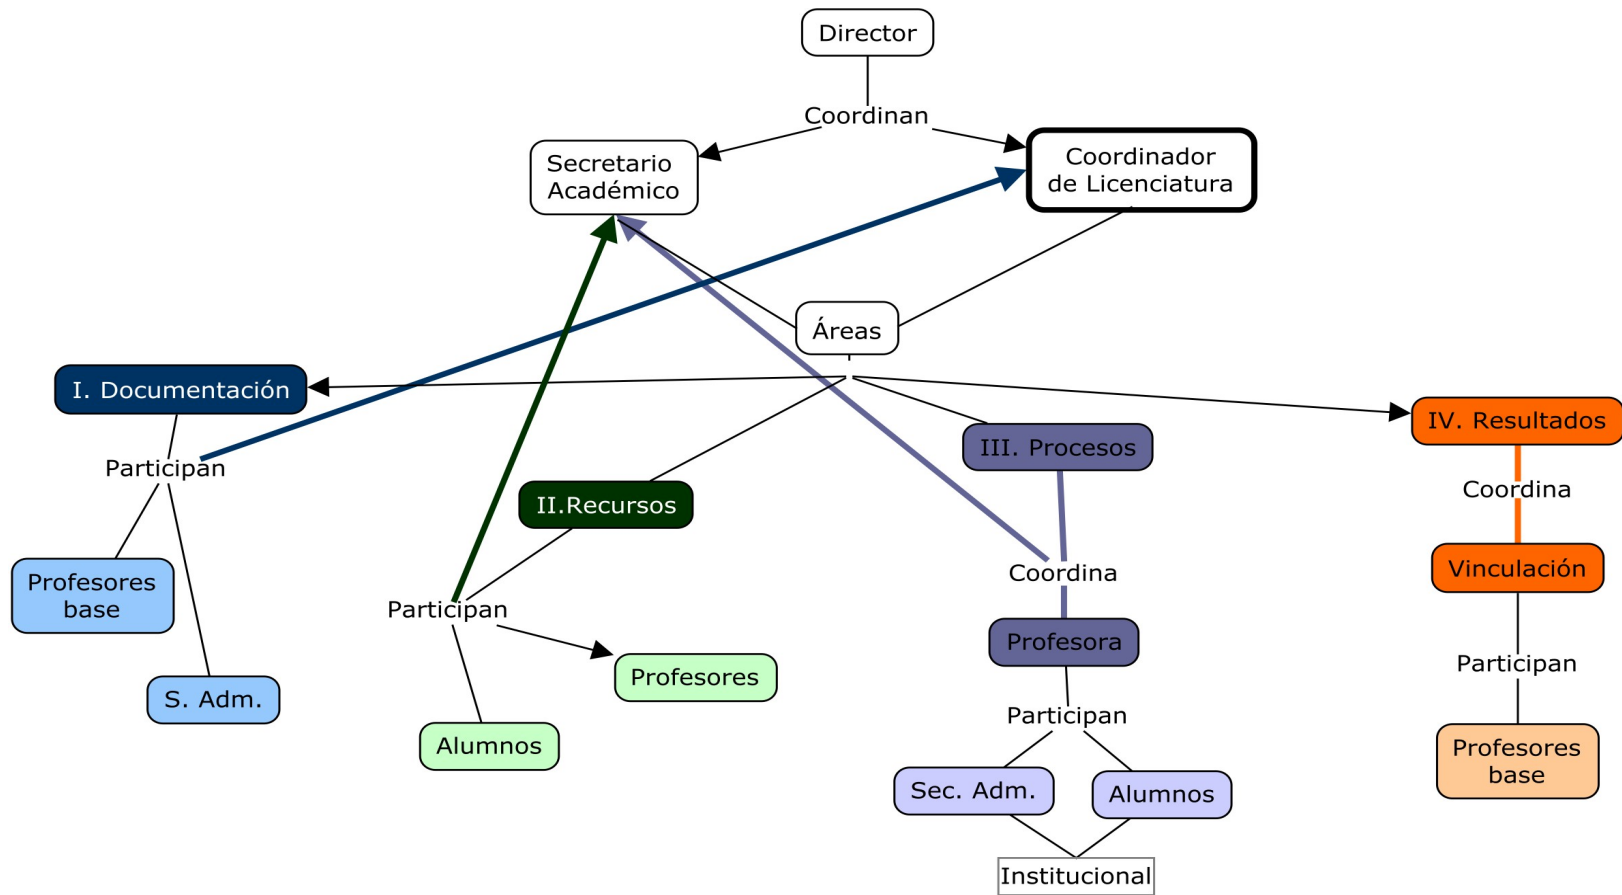 Director
Coordinan
Secretario
Académico
Coordinador
de Licenciatura
Áreas
I. Documentación
IV. Resultados
III. Procesos
Participan
Coordina
II.Recursos
Profesores
base
Coordina
Vinculación
Participan
Profesora
Participan
Profesores
S. Adm.
Participan
Alumnos
Profesores
base
Sec. Adm.
Alumnos
Institucional